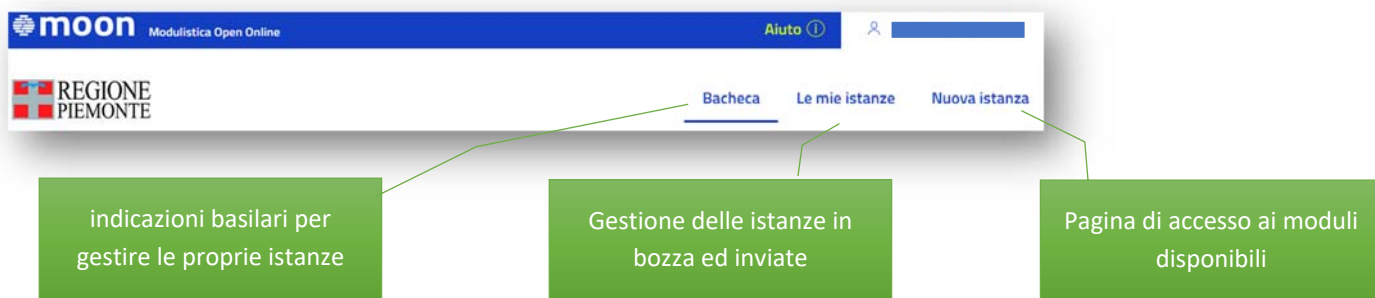 moon Modulistica Open Online
Aiuto
REGIONE
PIEMONTE
Bacheca Le mie istanze Nuova istanza
indicazioni basilari per
gestire le proprie istanze
Gestione delle istanze in
bozza ed inviate
Pagina di accesso ai moduli
disponibili